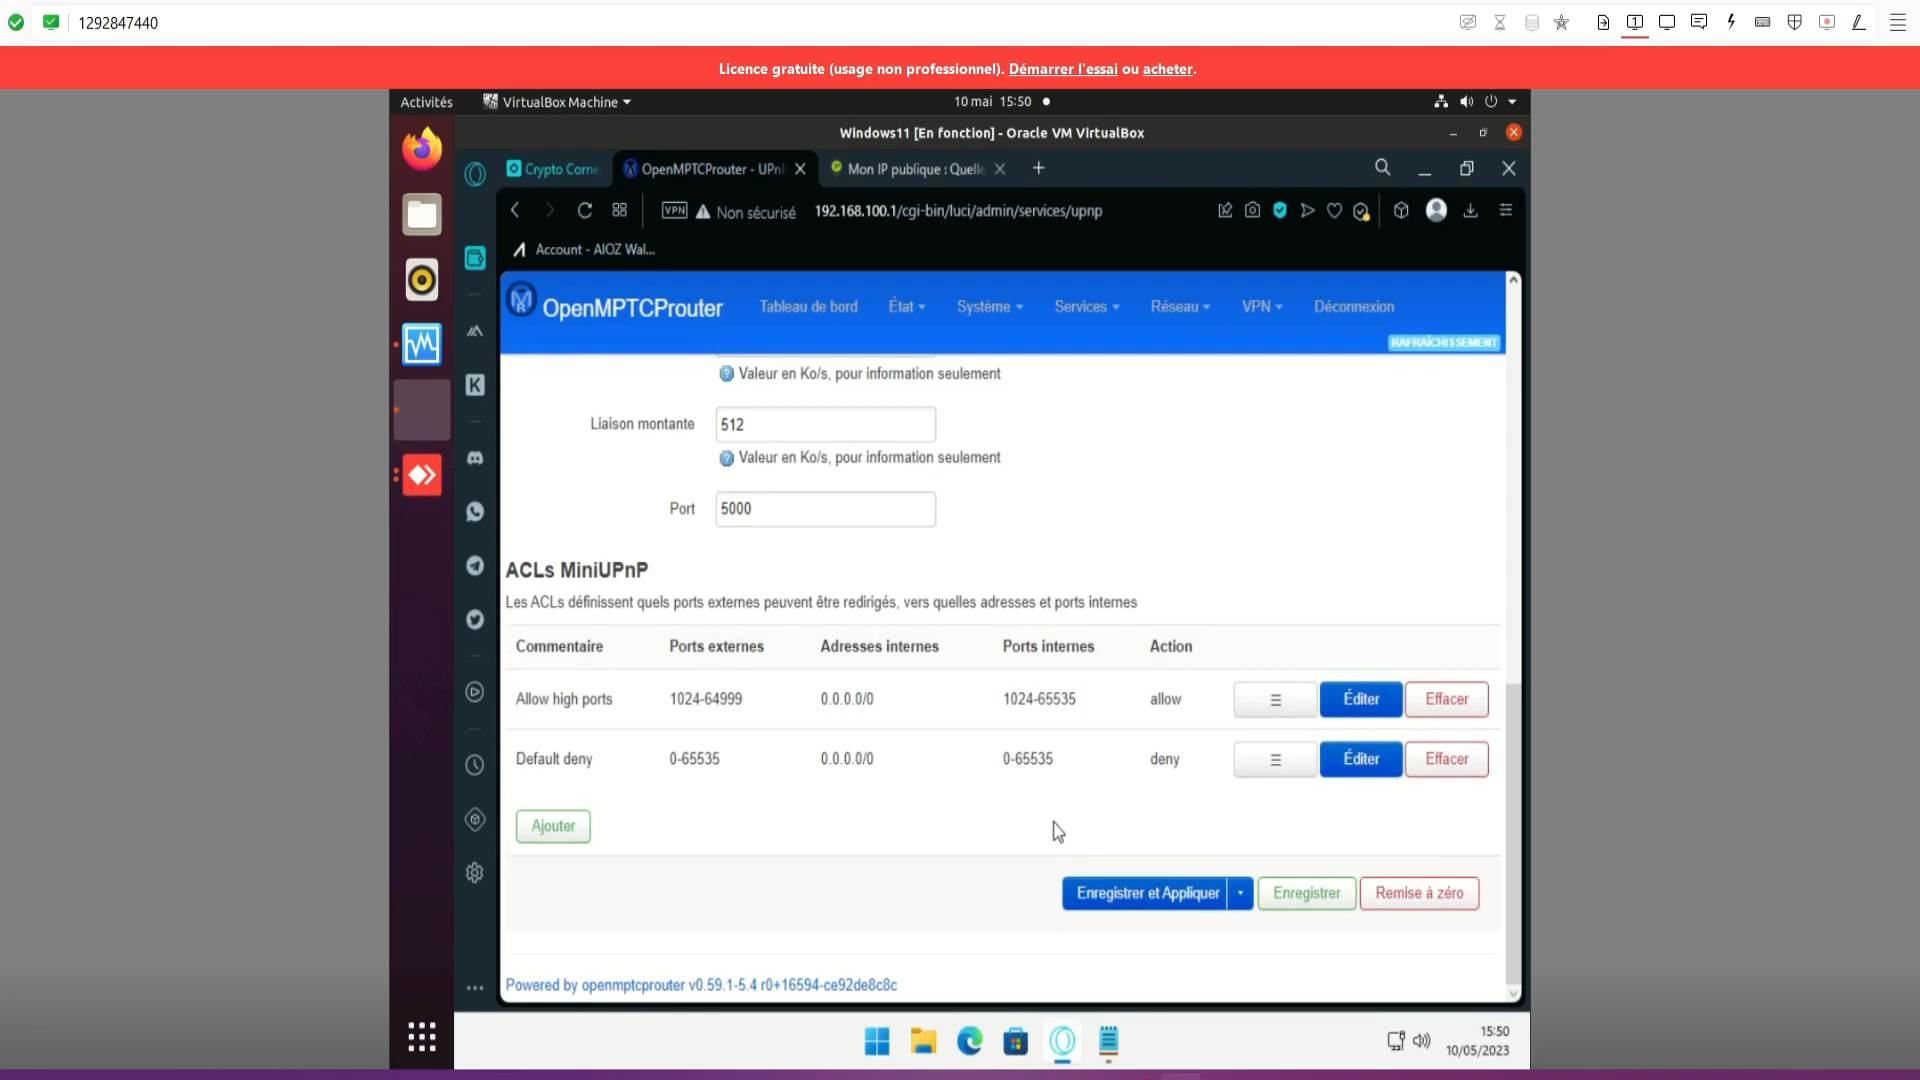 1292847440
Licence gratuite (usage non professionnel). Démarrer l'essai ou acheter.
Activités VirtualBox Machine 10 mai 15:50
Windows11 [En fonction] - Oracle VM VirtualBox
Crypto Corne OpenMPTCProuter - UPnP Mon IP publique : Quelle
VPN Non sécurisé 192.168.100.1/cgi-bin/luci/admin/services/upnp
Account - AIOZ Wal...
OpenMPTCProuter Tableau de bord État Système Services Réseau VPN Déconnexion
RAFRAÎCHISSEMENT
Valeur en Ko/s, pour information seulement
Liaison montante 512
Valeur en Ko/s, pour information seulement
Port 5000
ACLs MiniUPnP
Les ACLs définissent quels ports externes peuvent être redirigés, vers quelles adresses et ports internes
Commentaire Ports externes Adresses internes Ports internes Action
Allow high ports 1024-64999 0.0.0.0/0 1024-65535 allow Éditer Effacer
Default deny 0-65535 0.0.0.0/0 0-65535 deny Éditer Effacer
Ajouter
Enregistrer et Appliquer Enregistrer Remise à zéro
Powered by openmptcprouter v0.59.1-5.4 r0+16594-ce92de8c8c
15:50
10/05/2023